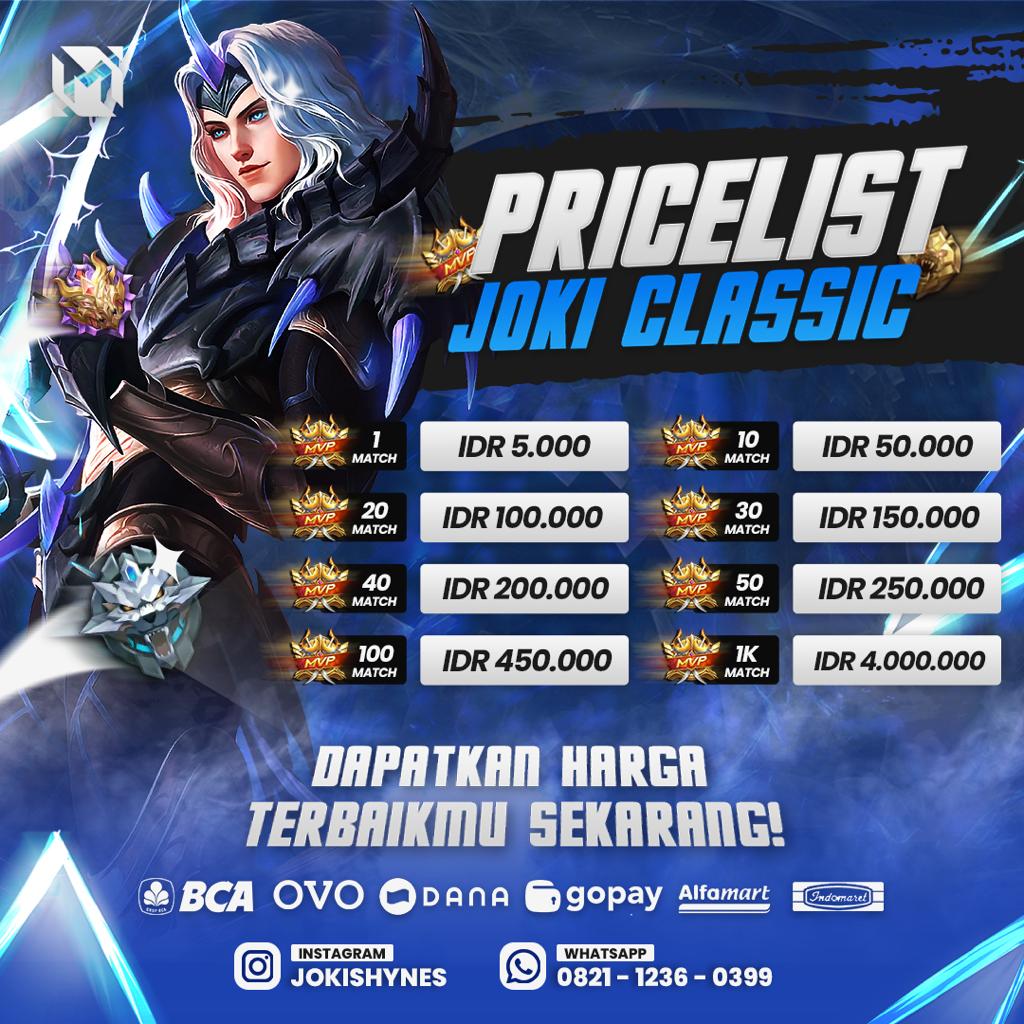 PRICELIST
JOKI CLASSIC
MVP
MVP 1 MATCH IDR 5.000
MVP 10 MATCH IDR 50.000
MVP 20 MATCH IDR 100.000
MVP 30 MATCH IDR 150.000
MVP 40 MATCH IDR 200.000
MVP 50 MATCH IDR 250.000
MVP 100 MATCH IDR 450.000
MVP 1K MATCH IDR 4.000.000
DAPATKAN HARGA
TERBAIKMU SEKARANG!
BCA OVO DANA gopay Alfamart Indomaret
INSTAGRAM
JOKISHYNES
WHATSAPP
0821 - 1236 - 0399